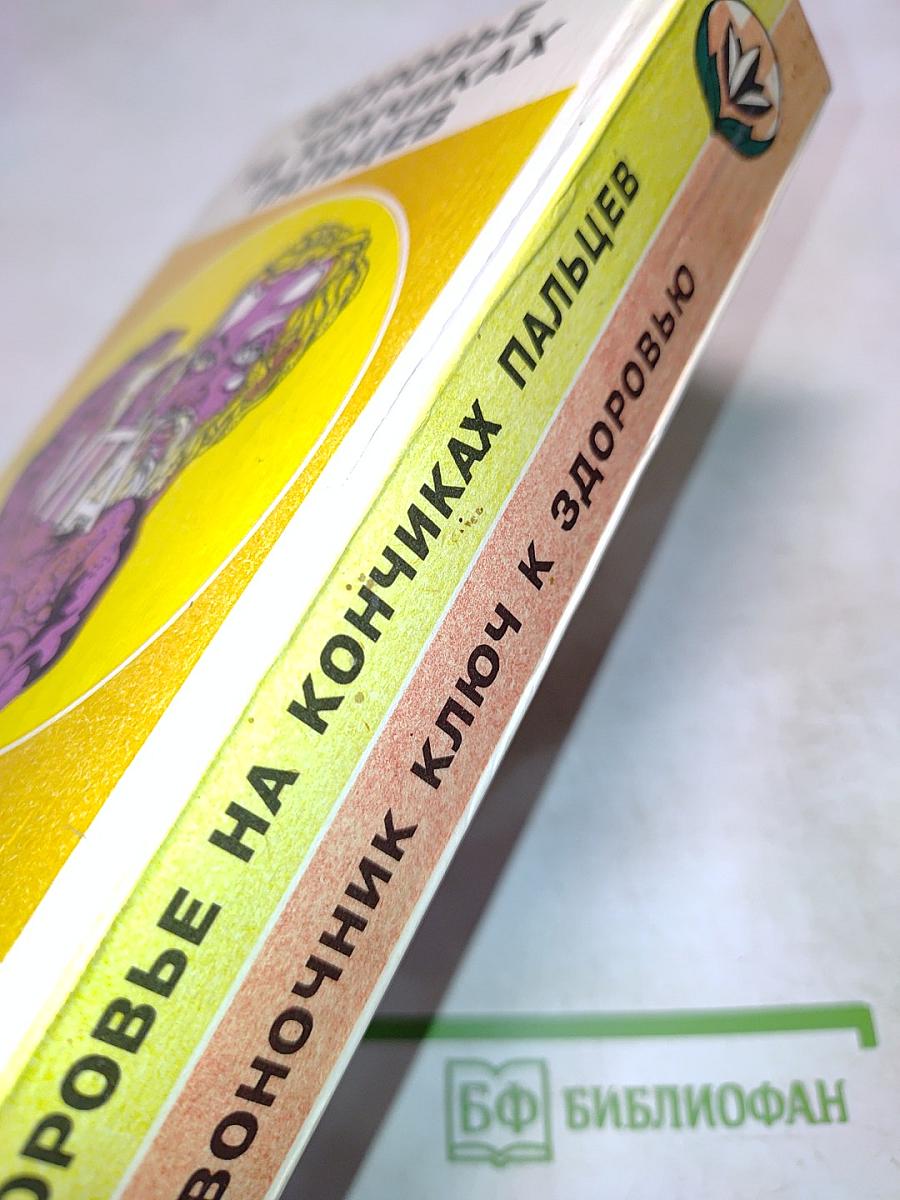 ЗДОРОВЬЕ
НА КОНЧИКАХ
ПАЛЬЦЕВ
ОРОВЬЕ НА КОНЧИКАХ ПАЛЬЦЕВ
ВОНОЧНИК КЛЮЧ К ЗДОРОВЬЮ
БФ БИБЛИОФАН